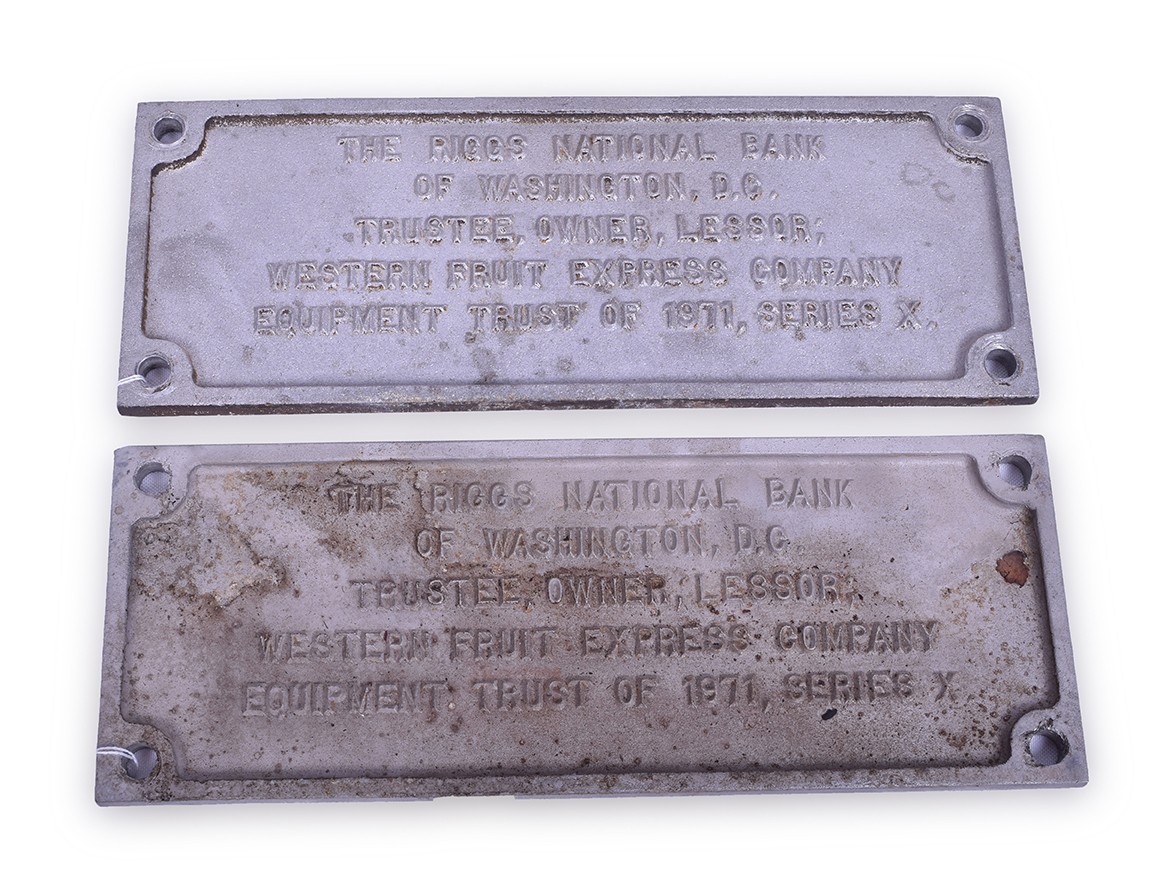 THE RIGGS NATIONAL BANK
OF WASHINGTON, D.C.
TRUSTEE, OWNER, LESSOR;
WESTERN FRUIT EXPRESS COMPANY
EQUIPMENT TRUST OF 1971, SERIES X.
THE RIGGS NATIONAL BANK
OF WASHINGTON, D.C.
TRUSTEE, OWNER, LESSOR;
WESTERN FRUIT EXPRESS COMPANY
EQUIPMENT TRUST OF 1971, SERIES X